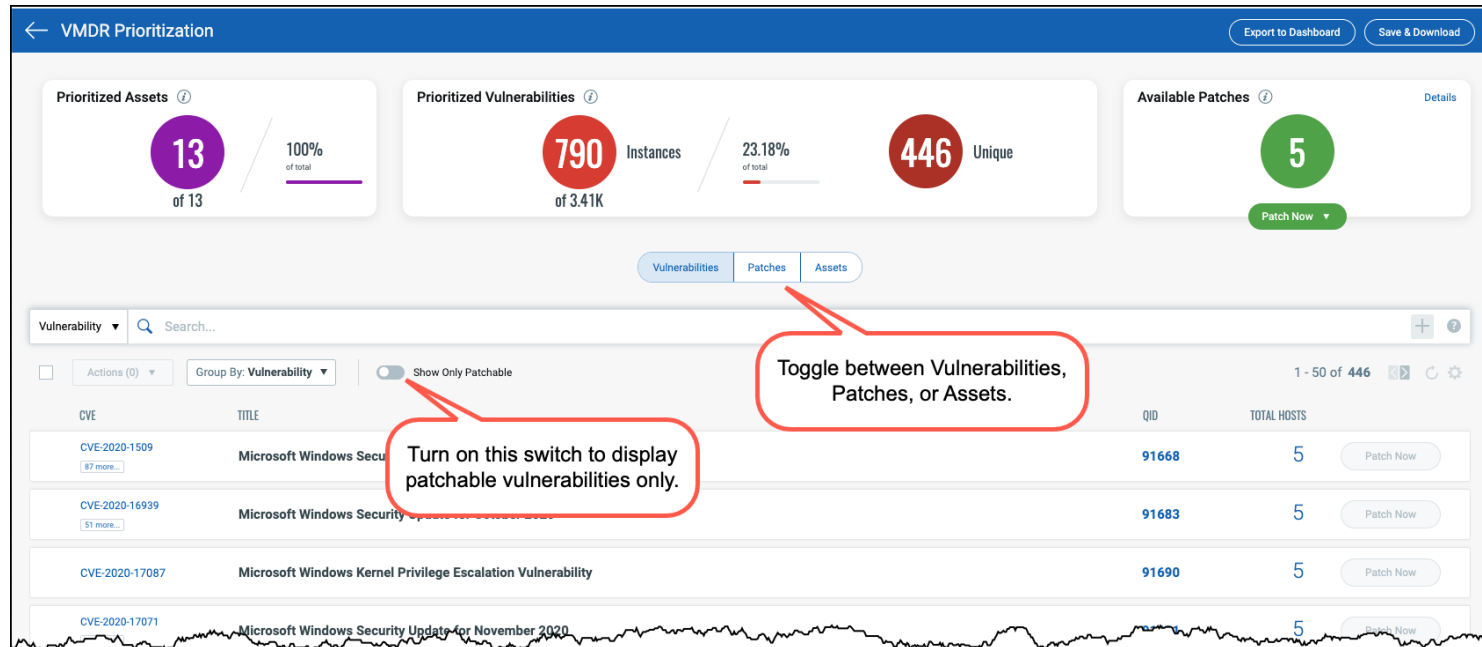 VMDR Prioritization
Export to Dashboard
Save & Download
Prioritized Assets
13
of 13
100%
of total
Prioritized Vulnerabilities
790
Instances
of 3.41K
23.18%
of total
446
Unique
Available Patches
Details
5
Patch Now
Vulnerabilities
Patches
Assets
Vulnerability
Search...
Toggle between Vulnerabilities,
Patches, or Assets.
Actions (0)
Group By: Vulnerability
Show Only Patchable
1 - 50 of 446
Turn on this switch to display
patchable vulnerabilities only.
CVE
TITLE
QID
TOTAL HOSTS
CVE-2020-1509
87 more...
Microsoft Windows Secu
91668
5
Patch Now
CVE-2020-16939
51 more...
Microsoft Windows Security
2020
91683
5
Patch Now
CVE-2020-17087
Microsoft Windows Kernel Privilege Escalation Vulnerability
91690
5
Patch Now
CVE-2020-17071
Microsoft Windows Security Update for November 2020
5
Patch Now